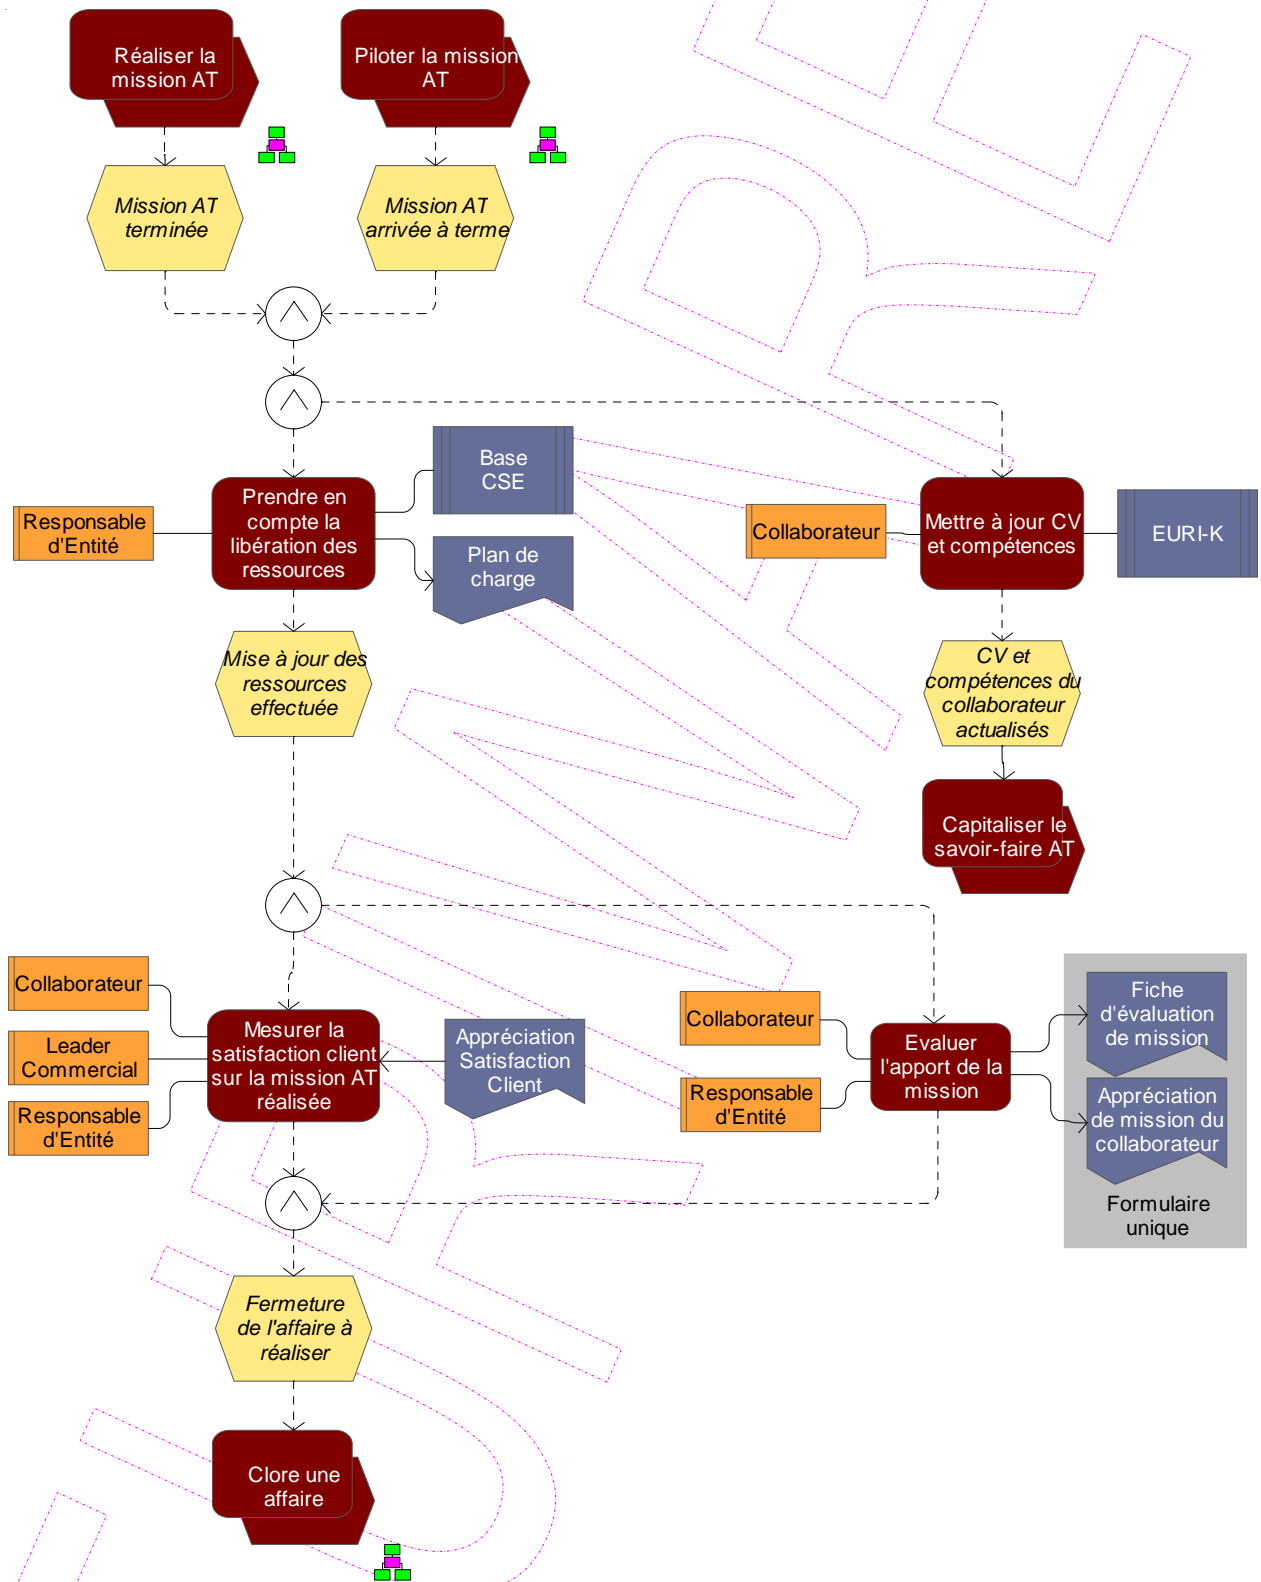 Réaliser la
mission AT
Piloter la mission
AT
Mission AT
terminée
Mission AT
arrivée à terme
Base
CSE
Prendre en
compte la
libération des
ressources
Responsable
d'Entité
Plan de
charge
Collaborateur
Mettre à jour CV
et compétences
EURI-K
Mise à jour des
ressources
effectuée
CV et
compétences du
collaborateur
actualisés
Capitaliser le
savoir-faire AT
Collaborateur
Leader
Commercial
Responsable
d'Entité
Mesurer la
satisfaction client
sur la mission AT
réalisée
Appréciation
Satisfaction
Client
Collaborateur
Responsable
d'Entité
Evaluer
l'apport de la
mission
Fiche
d'évaluation
de mission
Appréciation
de mission du
collaborateur
Formulaire
unique
Fermeture
de l'affaire à
réaliser
Clore une
affaire